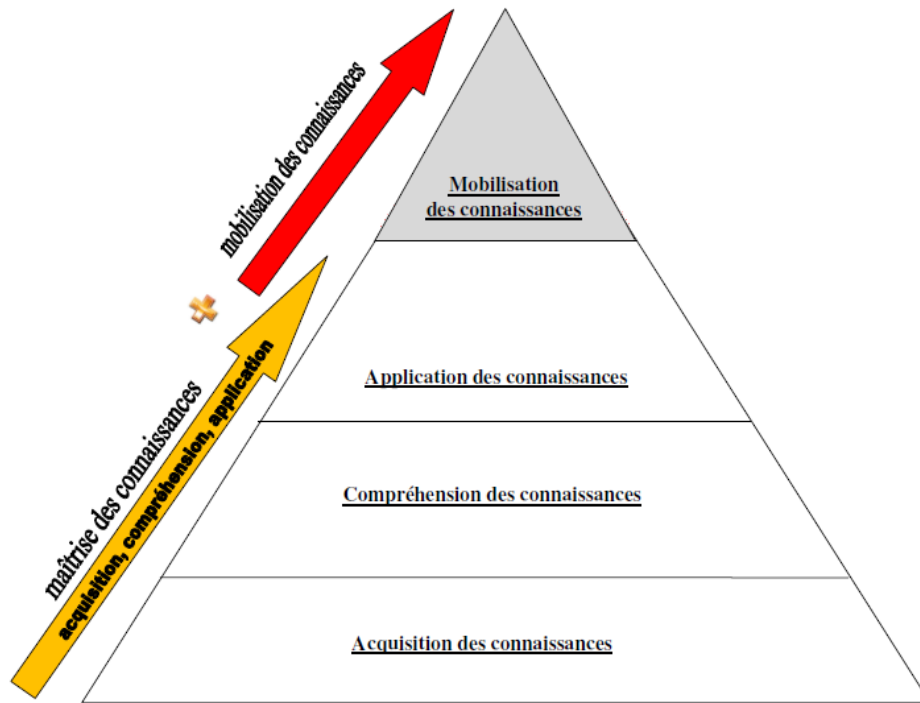 mobilisation des connaissances
Mobilisation
des connaissances
maîtrise des connaissances
acquisition, compréhension, application
Application des connaissances
Compréhension des connaissances
Acquisition des connaissances